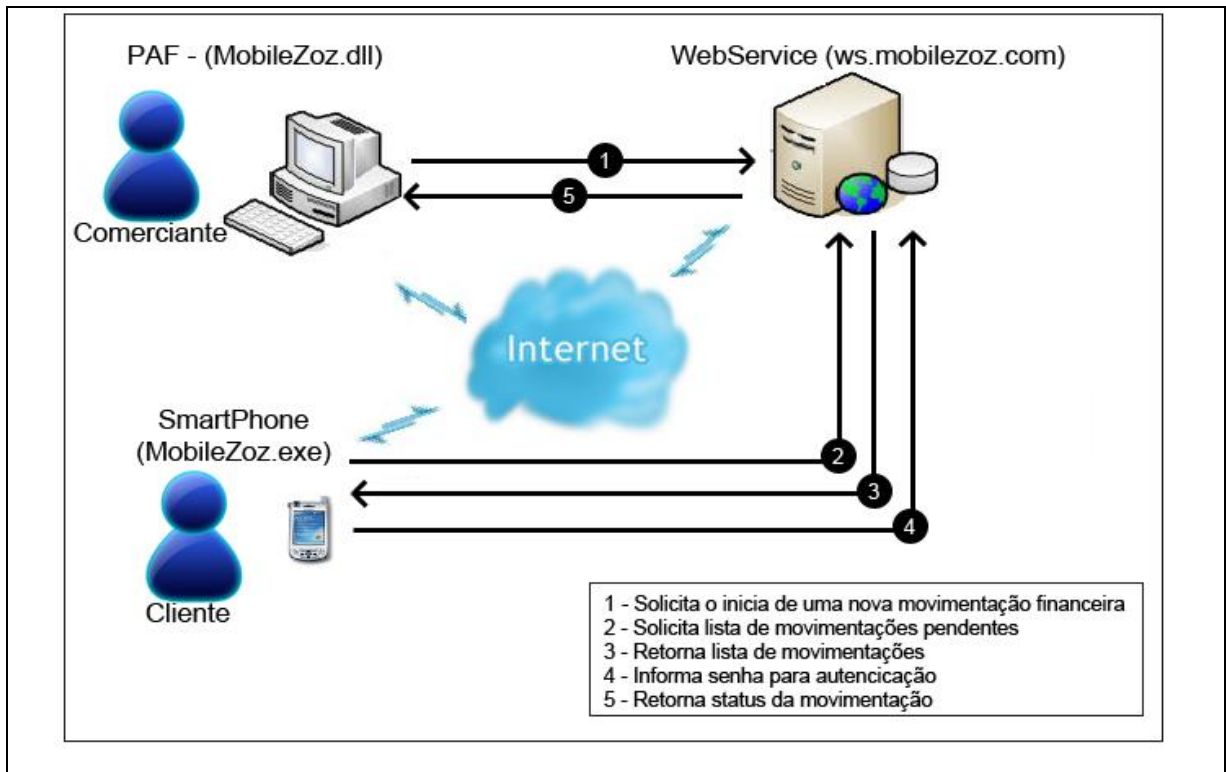 PAF - (MobileZoz.dll)
WebService (ws.mobilezoz.com)
1
5
Comerciante
Internet
SmartPhone
(MobileZoz.exe)
2
3
4
Cliente
1 - Solicita o inicia de uma nova movimentação financeira
2 - Solicita lista de movimentações pendentes
3 - Retorna lista de movimentações
4 - Informa senha para autencicação
5 - Retorna status da movimentação